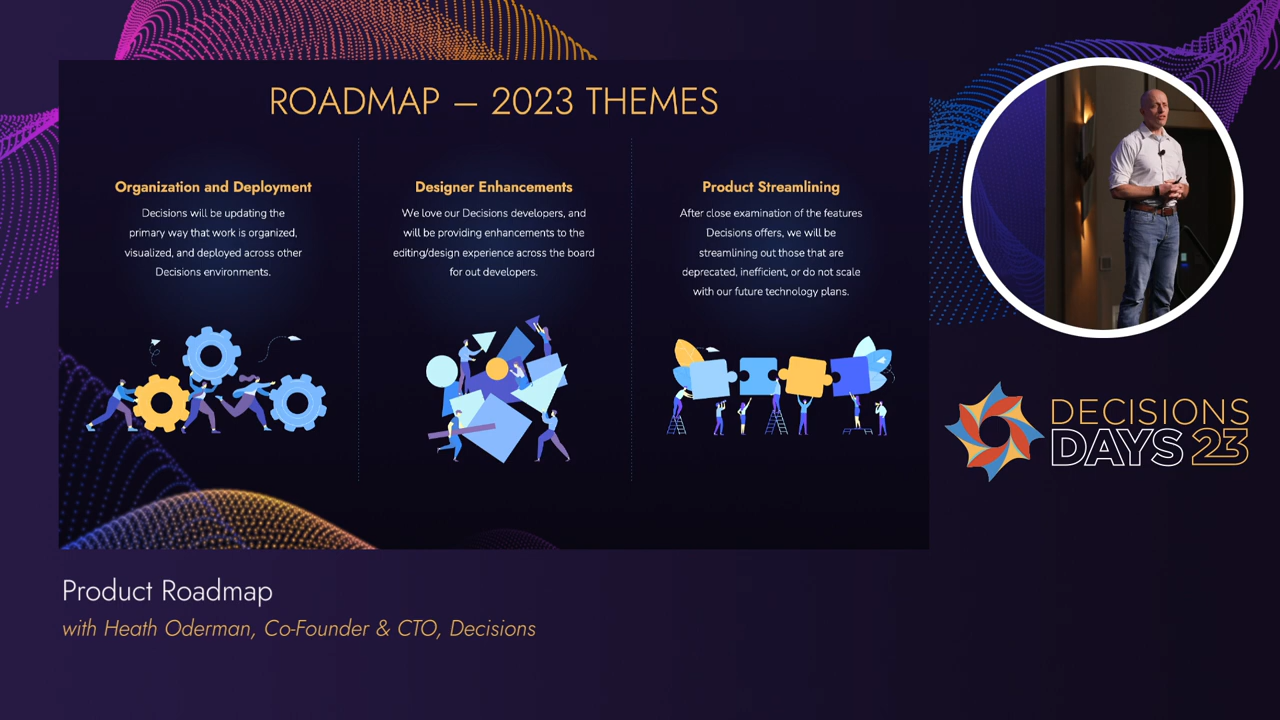 ROADMAP – 2023 THEMES
Organization and Deployment
Decisions will be updating the
primary way that work is organized,
visualized, and deployed across other
Decisions environments.
Designer Enhancements
We love our Decisions developers, and
will be providing enhancements to the
editing/design experience across the board
for out developers.
Product Streamlining
After close examination of the features
Decisions offers, we will be
streamlining out those that are
deprecated, inefficient, or do not scale
with our future technology plans.
DECISIONS
DAYS 23
Product Roadmap
with Heath Oderman, Co-Founder & CTO, Decisions